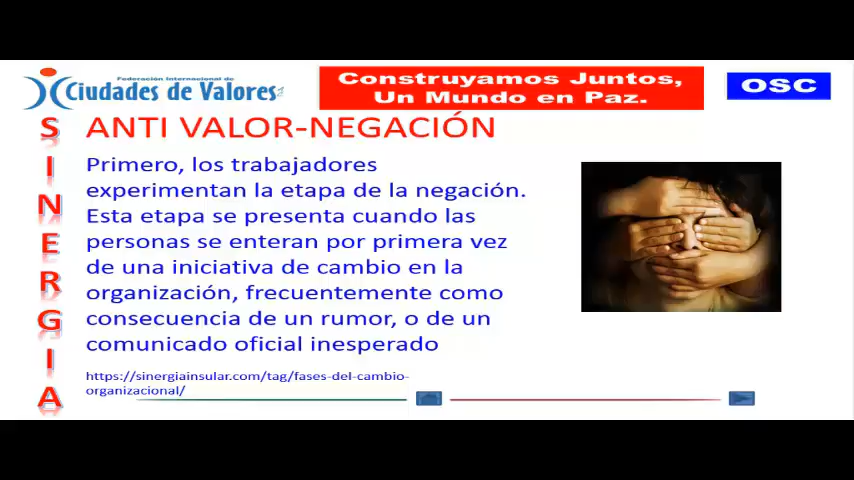 Federación Internacional de
Ciudades de Valores
Construyamos Juntos,
Un Mundo en Paz.
OSC
SINERGIA
ANTI VALOR-NEGACIÓN
Primero, los trabajadores
experimentan la etapa de la negación.
Esta etapa se presenta cuando las
personas se enteran por primera vez
de una iniciativa de cambio en la
organización, frecuentemente como
consecuencia de un rumor, o de un
comunicado oficial inesperado
https://sinergiainsular.com/tag/fases-del-cambio-
organizacional/